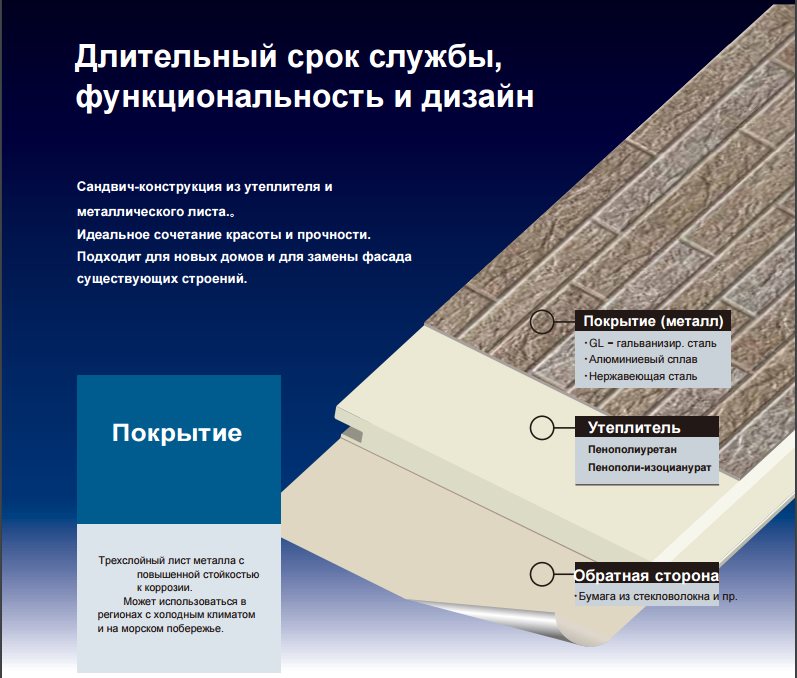 Длительный срок службы,
функциональность и дизайн
Сандвич-конструкция из утеплителя и
металлического листа.。
Идеальное сочетание красоты и прочности.
Подходит для новых домов и для замены фасада
существующих строений.
Покрытие (металл)
･GL – гальванизир. сталь
･Алюминиевый сплав
･Нержавеющая сталь
Утеплитель
Пенополиуретан
Пенополи-изоцианурат
Обратная сторона
･Бумага из стекловолокна и пр.
Покрытие
Трехслойный лист металла с
повышенной стойкостью
к коррозии.
Может использоваться в
регионах с холодным климатом
и на морском побережье.